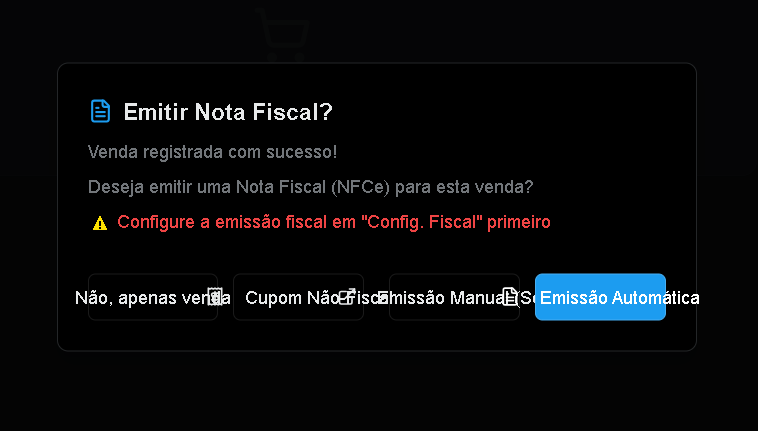 Emitir Nota Fiscal?
Venda registrada com sucesso!
Deseja emitir uma Nota Fiscal (NFCe) para esta venda?
Configure a emissão fiscal em "Config. Fiscal" primeiro
Não, apenas venda
Cupom Não Fiscal
Emissão Manual
Emissão Automática